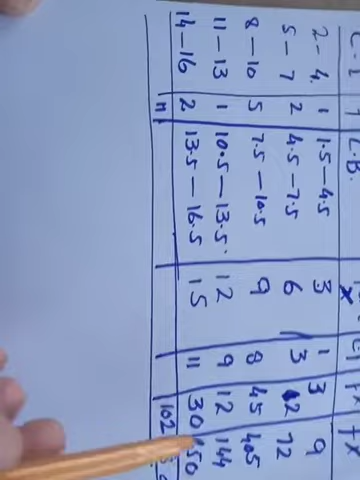 C.I C.B. x fx
2 – 4. 1 1.5 – 4.5 3 1 3 9
5 – 7 2 4.5 – 7.5 6 3 12 72
8 – 10 5 7.5 – 10.5 9 8 45 405
11 – 13 1 10.5 – 13.5 12 9 12 144
14 – 16 2 13.5 – 16.5 15 11 30 450
102